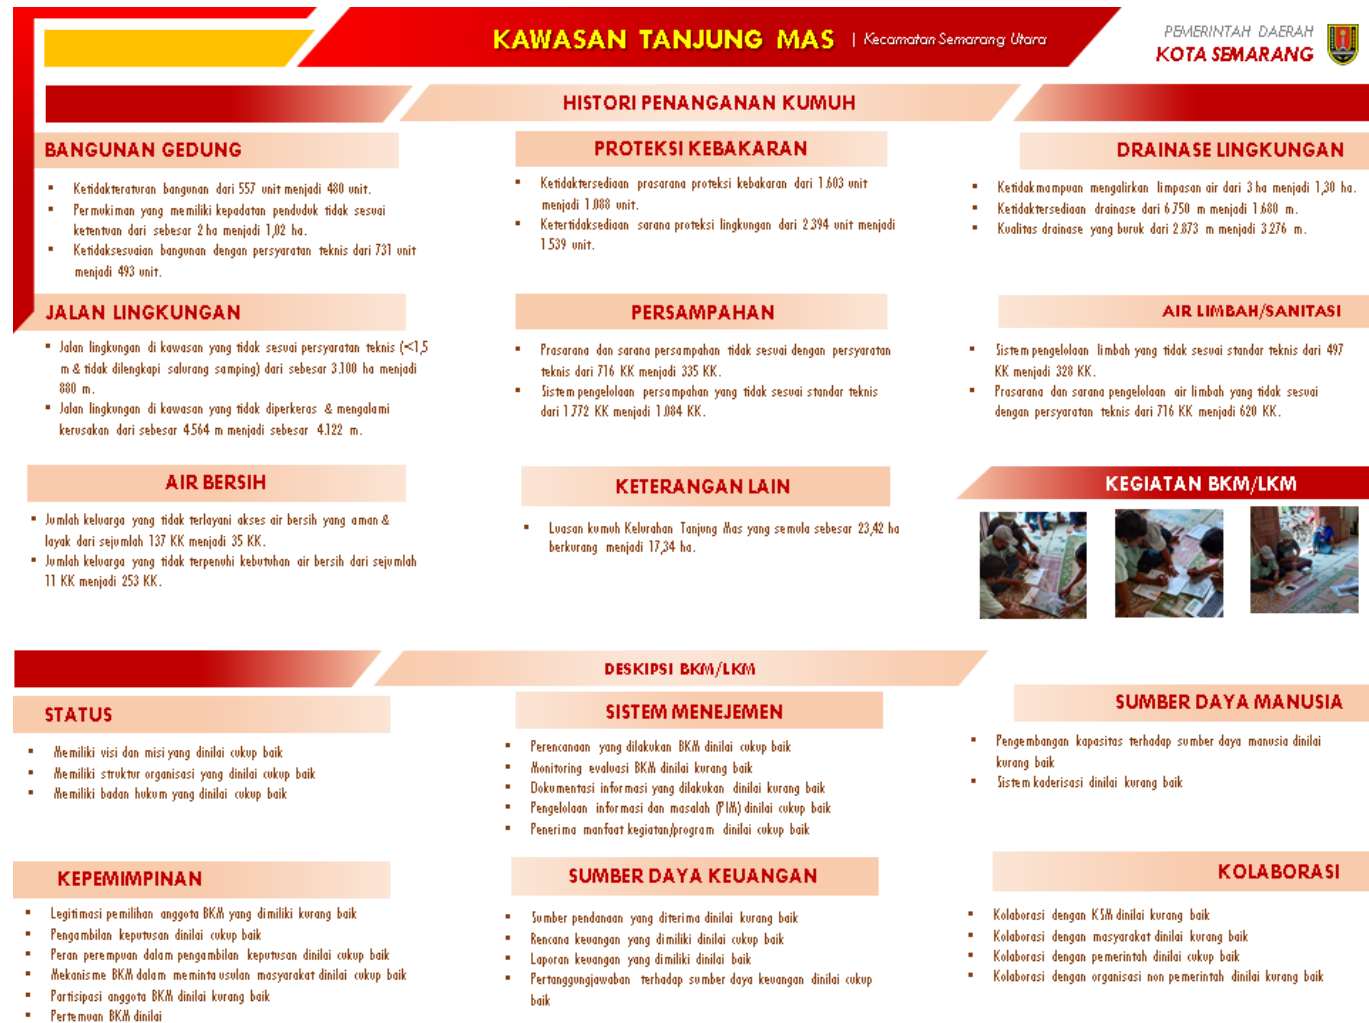 KAWASAN TANJUNG MAS | Kecamatan Semarang Utara
PEMERINTAH DAERAH
KOTA SEMARANG
HISTORI PENANGANAN KUMUH
BANGUNAN GEDUNG
▪ Ketidakteraturan bangunan dari 557 unit menjadi 480 unit.
▪ Permukiman yang memiliki kepadatan penduduk tidak sesuai
ketentuan dari sebesar 2 ha menjadi 1,02 ha.
▪ Ketidaksesuaian bangunan dengan persyaratan teknis dari 731 unit
menjadi 493 unit.
PROTEKSI KEBAKARAN
▪ Ketidaktersediaan prasarana proteksi kebakaran dari 1.603 unit
menjadi 1.088 unit.
▪ Ketertidaksediaan sarana proteksi lingkungan dari 2.394 unit menjadi
1.539 unit.
DRAINASE LINGKUNGAN
▪ Ketidakmampuan mengalirkan limpasan air dari 3 ha menjadi 1,30 ha.
▪ Ketidaktersediaan drainase dari 6.750 m menjadi 1.680 m.
▪ Kualitas drainase yang buruk dari 2.873 m menjadi 3.276 m.
JALAN LINGKUNGAN
▪ Jalan lingkungan di kawasan yang tidak sesuai persyaratan teknis (<1,5
m & tidak dilengkapi salurang samping) dari sebesar 3.100 ha menjadi
880 m.
▪ Jalan lingkungan di kawasan yang tidak diperkeras & mengalami
kerusakan dari sebesar 4.564 m menjadi sebesar 4.122 m.
PERSAMPAHAN
▪ Prasarana dan sarana persampahan tidak sesuai dengan persyaratan
teknis dari 716 KK menjadi 335 KK.
▪ Sistem pengelolaan persampahan yang tidak sesuai standar teknis
dari 1.772 KK menjadi 1.084 KK.
AIR LIMBAH/SANITASI
▪ Sistem pengelolaan limbah yang tidak sesuai standar teknis dari 497
KK menjadi 328 KK.
▪ Prasarana dan sarana pengelolaan air limbah yang tidak sesuai
dengan persyaratan teknis dari 716 KK menjadi 620 KK.
AIR BERSIH
▪ Jumlah keluarga yang tidak terlayani akses air bersih yang aman &
layak dari sejumlah 137 KK menjadi 35 KK.
▪ Jumlah keluarga yang tidak terpenuhi kebutuhan air bersih dari sejumlah
11 KK menjadi 253 KK.
KETERANGAN LAIN
▪ Luasan kumuh Kelurahan Tanjung Mas yang semula sebesar 23,42 ha
berkurang menjadi 17,34 ha.
KEGIATAN BKM/LKM
DESKIPSI BKM/LKM
STATUS
▪ Memiliki visi dan misi yang dinilai cukup baik
▪ Memiliki struktur organisasi yang dinilai cukup baik
▪ Memiliki badan hukum yang dinilai cukup baik
SISTEM MENEJEMEN
▪ Perencanaan yang dilakukan BKM dinilai cukup baik
▪ Monitoring evaluasi BKM dinilai kurang baik
▪ Dokumentasi informasi yang dilakukan dinilai kurang baik
▪ Pengelolaan informasi dan masalah (PIM) dinilai cukup baik
▪ Penerima manfaat kegiatan/program dinilai cukup baik
SUMBER DAYA MANUSIA
▪ Pengembangan kapasitas terhadap sumber daya manusia dinilai
kurang baik
▪ Sistem kaderisasi dinilai kurang baik
KEPEMIMPINAN
▪ Legitimasi pemilihan anggota BKM yang dimiliki kurang baik
▪ Pengambilan keputusan dinilai cukup baik
▪ Peran perempuan dalam pengambilan keputusan dinilai cukup baik
▪ Mekanisme BKM dalam meminta usulan masyarakat dinilai cukup baik
▪ Partisipasi anggota BKM dinilai kurang baik
▪ Pertemuan BKM dinilai
SUMBER DAYA KEUANGAN
▪ Sumber pendanaan yang diterima dinilai kurang baik
▪ Rencana keuangan yang dimiliki dinilai cukup baik
▪ Laporan keuangan yang dimiliki dinilai baik
▪ Pertanggungjawaban terhadap sumber daya keuangan dinilai cukup
baik
KOLABORASI
▪ Kolaborasi dengan KSM dinilai kurang baik
▪ Kolaborasi dengan masyarakat dinilai kurang baik
▪ Kolaborasi dengan pemerintah dinilai cukup baik
▪ Kolaborasi dengan organisasi non pemerintah dinilai kurang baik